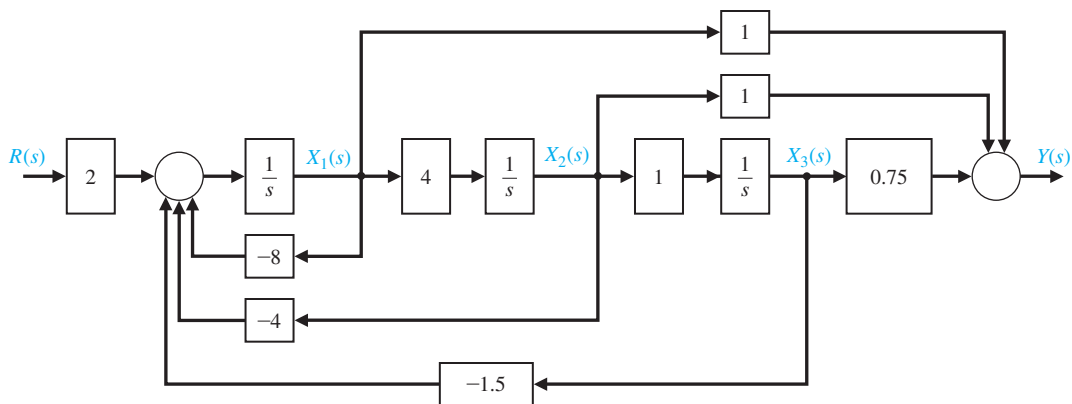 1
1
R(s)
2
1/s
X₁(s)
4
1/s
X₂(s)
1
1/s
X₃(s)
0.75
Y(s)
−8
−4
−1.5